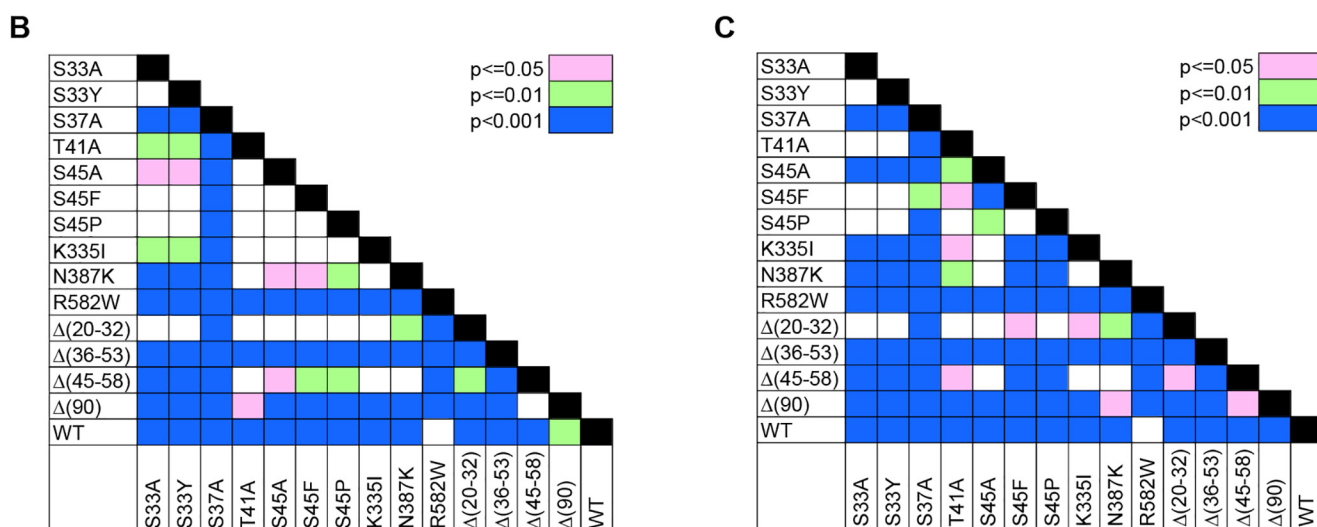 B
S33A
S33Y
S37A
T41A
S45A
S45F
S45P
K335I
N387K
R582W
Δ(20-32)
Δ(36-53)
Δ(45-58)
Δ(90)
WT
p<=0.05
p<=0.01
p<0.001
S33A
S33Y
S37A
T41A
S45A
S45F
S45P
K335I
N387K
R582W
Δ(20-32)
Δ(36-53)
Δ(45-58)
Δ(90)
WT
C
S33A
S33Y
S37A
T41A
S45A
S45F
S45P
K335I
N387K
R582W
Δ(20-32)
Δ(36-53)
Δ(45-58)
Δ(90)
WT
p<=0.05
p<=0.01
p<0.001
S33A
S33Y
S37A
T41A
S45A
S45F
S45P
K335I
N387K
R582W
Δ(20-32)
Δ(36-53)
Δ(45-58)
Δ(90)
WT